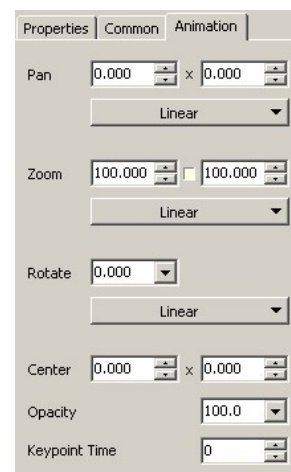 Properties Common Animation
Pan 0.000 x 0.000
Linear
Zoom 100.000 100.000
Linear
Rotate 0.000
Linear
Center 0.000 x 0.000
Opacity 100.0
Keypoint Time 0